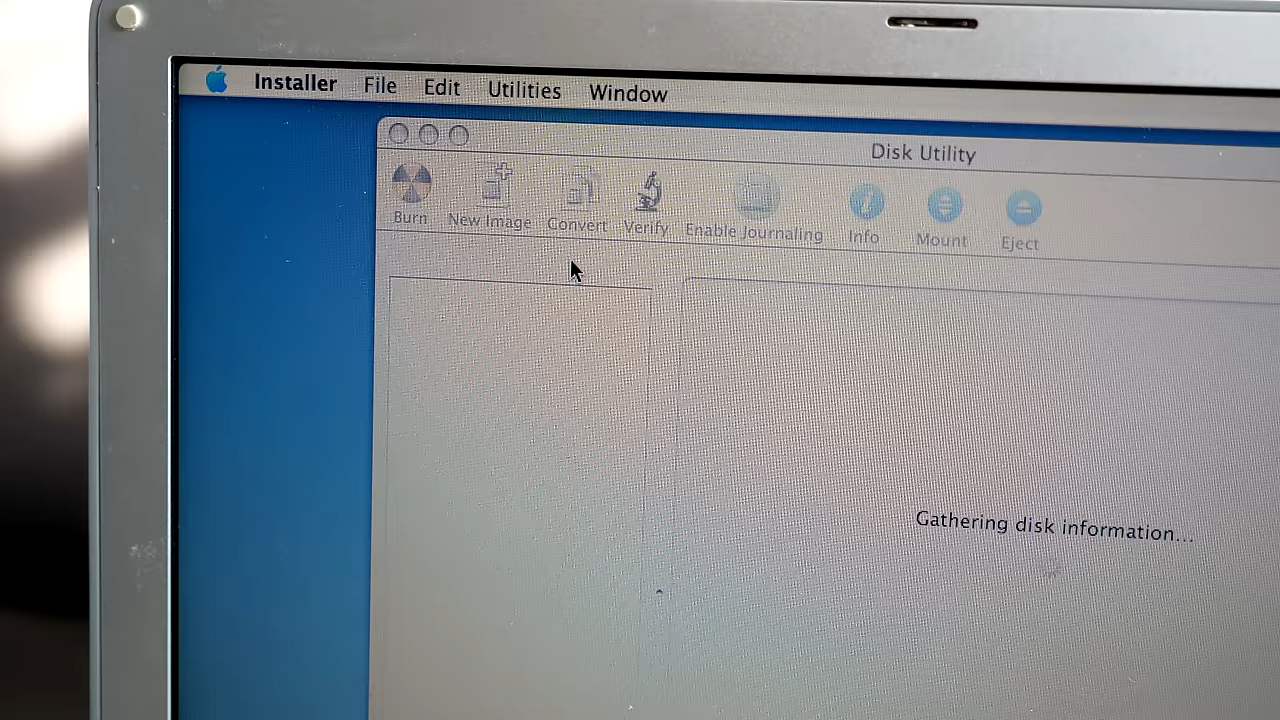 Installer File Edit Utilities Window
Disk Utility
Burn New Image Convert Verify Enable Journaling Info Mount Eject
Gathering disk information...